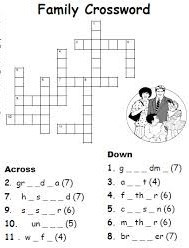 Family Crossword
Across
2. gr _ _ d _ a (7)
7. h _ s _ _ _ d (7)
9. s _ s _ _ r (6)
10. un _ _ _ (5)
11. w _ f _ (4)
Down
1. g _ _ _ dm _ (7)
3. a _ _ t (4)
4. f _ th _ r (6)
5. c _ _ s _ n (6)
6. m _ th _ r (6)
8. br _ _ _ er (7)